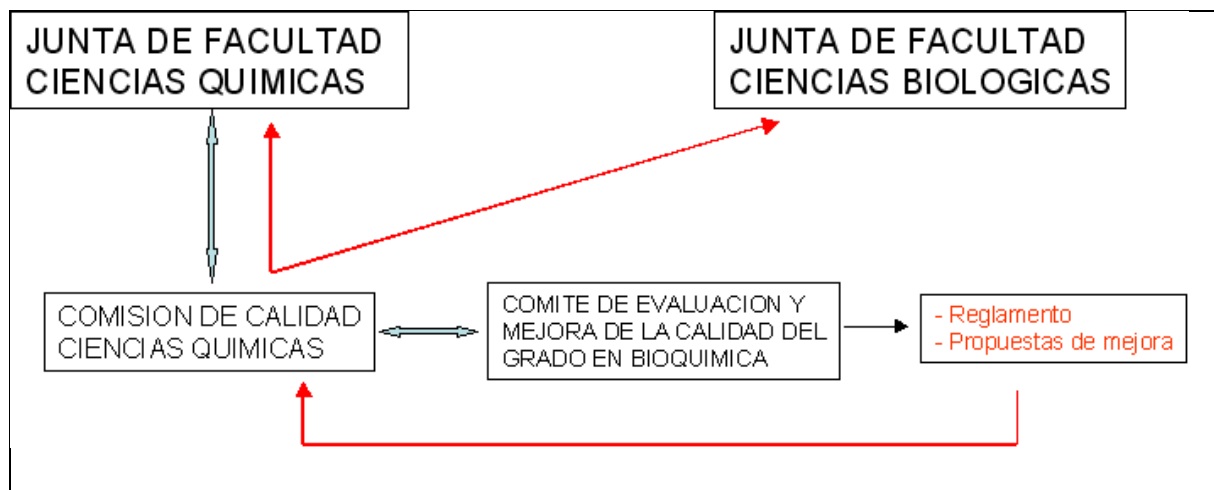 JUNTA DE FACULTAD
CIENCIAS QUIMICAS
JUNTA DE FACULTAD
CIENCIAS BIOLOGICAS
COMISION DE CALIDAD
CIENCIAS QUIMICAS
COMITE DE EVALUACION Y
MEJORA DE LA CALIDAD DEL
GRADO EN BIOQUIMICA
- Reglamento
- Propuestas de mejora